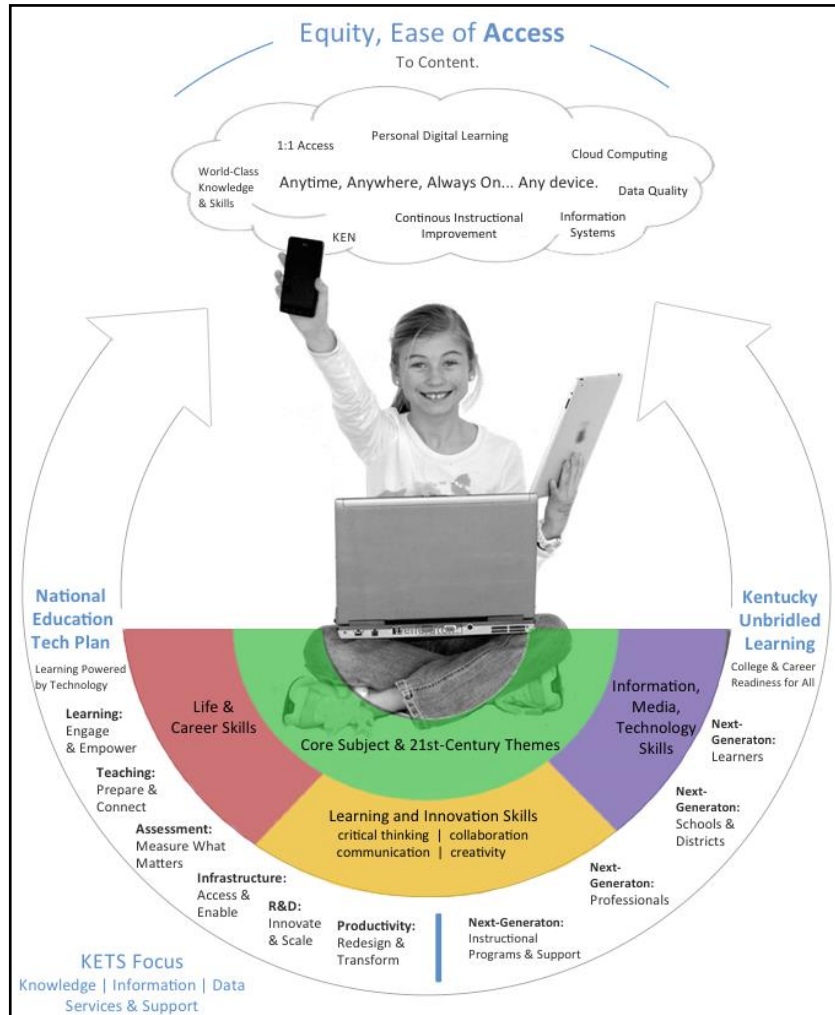 Equity, Ease of Access
To Content.
Personal Digital Learning
1:1 Access
Cloud Computing
World-Class
Knowledge
& Skills
Anytime, Anywhere, Always On... Any device.
Data Quality
Continous Instructional
Improvement
Information
Systems
KEN
National
Education
Tech Plan
Learning Powered
by Technology
Learning:
Engage
& Empower
Teaching:
Prepare &
Connect
Assessment:
Measure What
Matters
Infrastructure:
Access &
Enable
R&D:
Innovate
& Scale
Productivity:
Redesign &
Transform
Life &
Career Skills
Core Subject & 21st-Century Themes
Information,
Media,
Technology
Skills
Learning and Innovation Skills
critical thinking | collaboration
communication | creativity
Kentucky
Unbridled
Learning
College & Career
Readiness for All
Next-
Generaton:
Learners
Next-
Generaton:
Schools &
Districts
Next-
Generaton:
Professionals
Next-Generaton:
Instructional
Programs & Support
KETS Focus
Knowledge | Information | Data
Services & Support